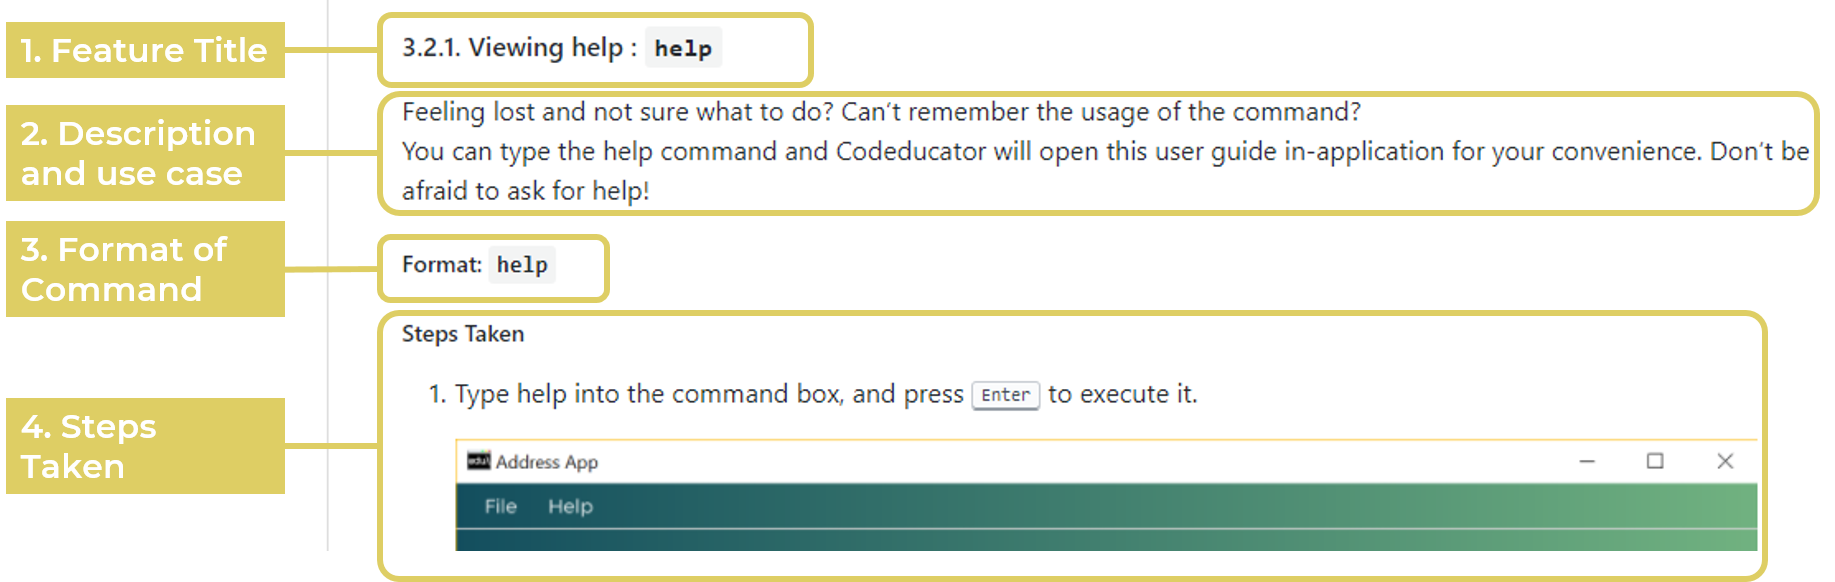 1. Feature Title
3.2.1. Viewing help : help
2. Description
and use case
Feeling lost and not sure what to do? Can't remember the usage of the command?
You can type the help command and Codeducator will open this user guide in-application for your convenience. Don't be
afraid to ask for help!
3. Format of
Command
Format: help
4. Steps
Taken
Steps Taken
1. Type help into the command box, and press Enter to execute it.
Address App
File Help